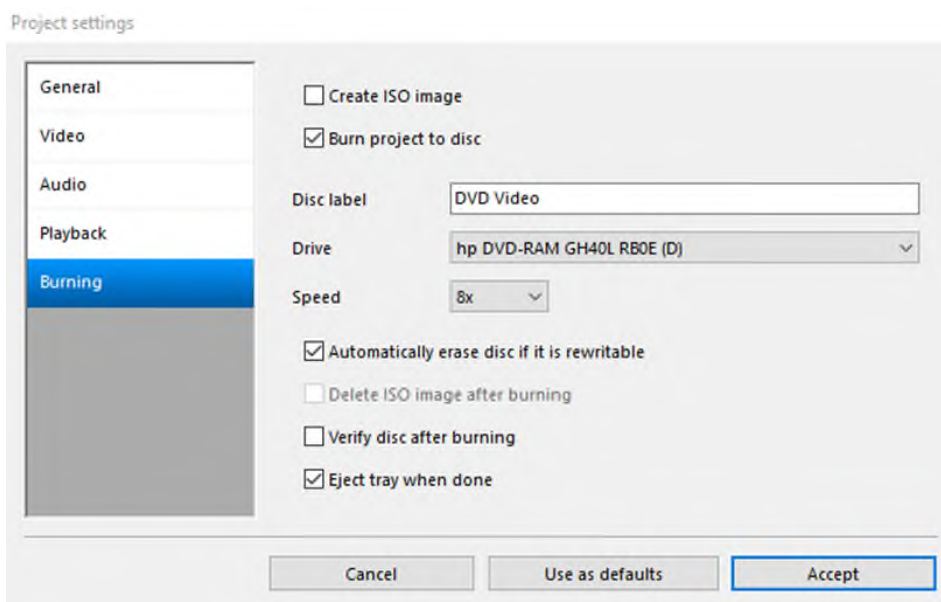 Project settings
General
Video
Audio
Playback
Burning
Create ISO image
Burn project to disc
Disc label
DVD Video
Drive
hp DVD-RAM GH40L RB0E (D)
Speed
8x
Automatically erase disc if it is rewritable
Delete ISO image after burning
Verify disc after burning
Eject tray when done
Cancel
Use as defaults
Accept